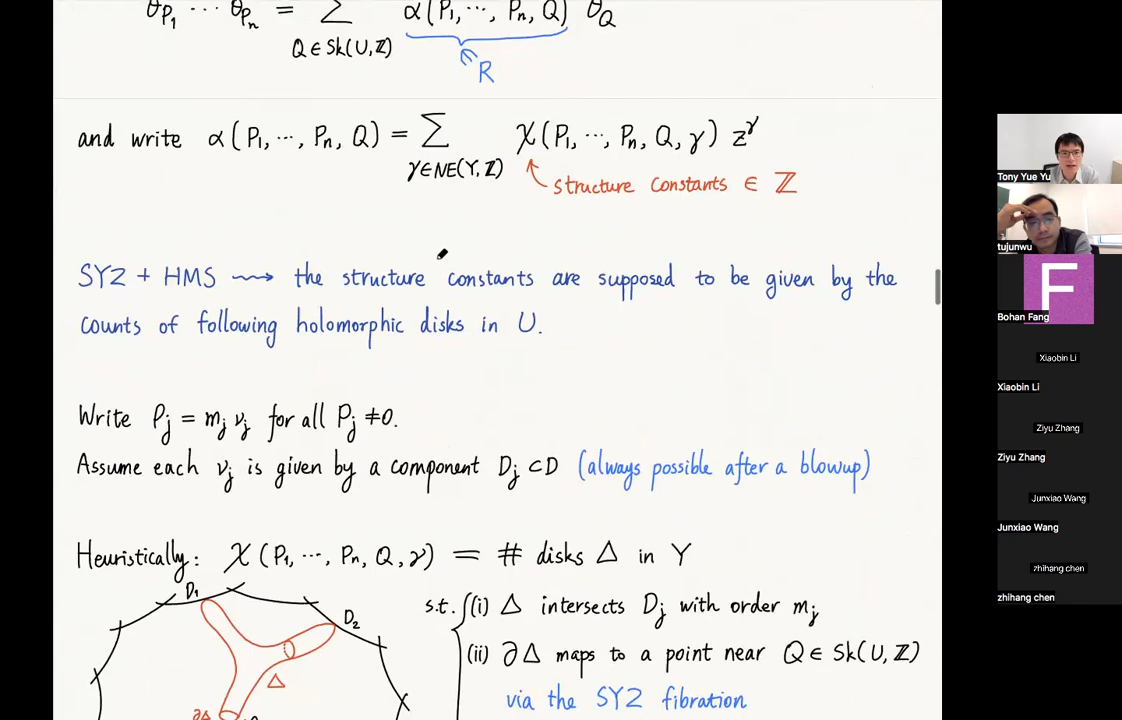 θ_{P_1} ··· θ_{P_n} = Σ_{Q∈Sk(U,ℤ)} α(P_1, ···, P_n, Q) θ_Q
R
and write α(P_1, ···, P_n, Q) = Σ_{γ∈NE(Y,ℤ)} χ(P_1, ···, P_n, Q, γ) z^γ
structure constants ∈ ℤ
SYZ + HMS ⟿ the structure constants are supposed to be given by the
counts of following holomorphic disks in U.
Write P_j = m_j ν_j for all P_j ≠ 0.
Assume each ν_j is given by a component D_j ⊂ D (always possible after a blowup)
Heuristically: χ(P_1, ···, P_n, Q, γ) = # disks Δ in Y
s.t. (i) Δ intersects D_j with order m_j
(ii) ∂Δ maps to a point near Q ∈ Sk(U, ℤ)
via the SYZ fibration
D_1
D_2
Δ
∂Δ
Tony Yue Yu
tujunwu
F
Bohan Fang
Xiaobin Li
Xiaobin Li
Ziyu Zhang
Ziyu Zhang
Junxiao Wang
Junxiao Wang
zhihang chen
zhihang chen